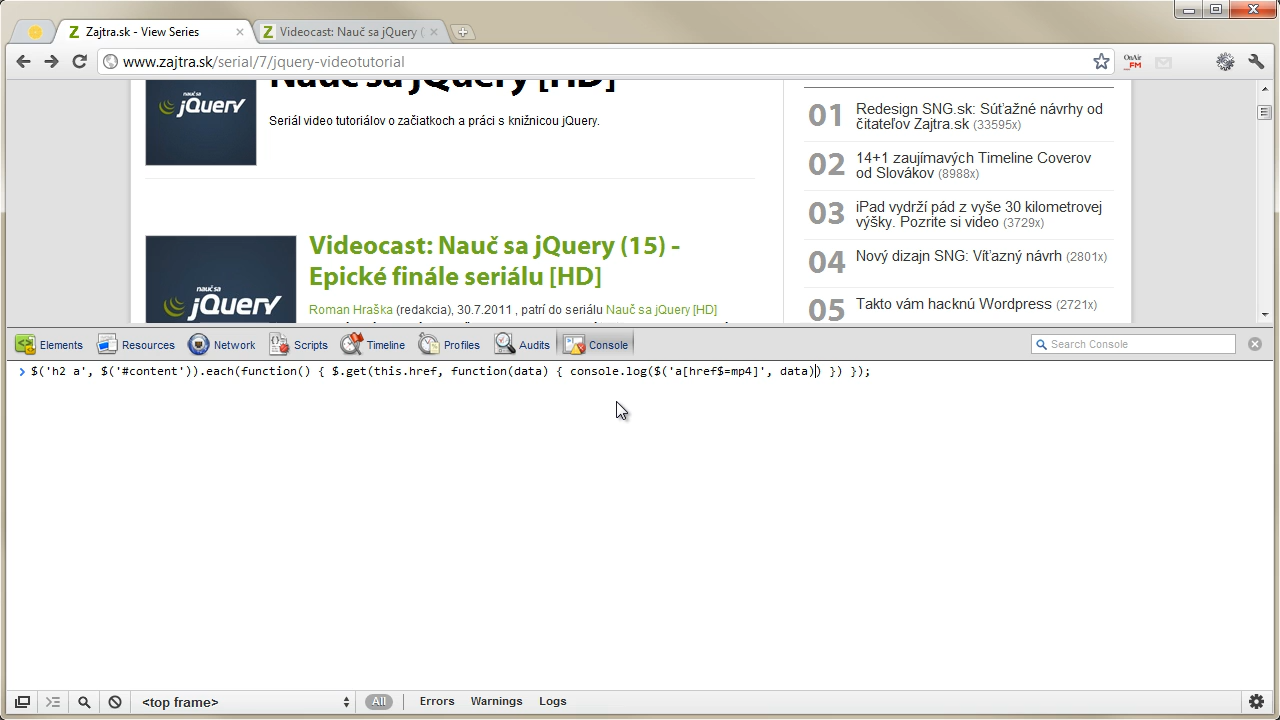 Zajtra.sk - View Series
Videocast: Nauč sa jQuery (
www.zajtra.sk/serial/7/jquery-videotutorial
OnAir
_FM
Nauč sa jQuery [HD]
nauč sa
jQuery
Seriál video tutoriálov o začiatkoch a práci s knižnicou jQuery.
Videocast: Nauč sa jQuery (15) -
Epické finále seriálu [HD]
nauč sa
jQuery
Roman Hraška (redakcia), 30.7.2011 , patrí do seriálu Nauč sa jQuery [HD]
01 Redesign SNG.sk: Súťažné návrhy od
čitateľov Zajtra.sk (33595x)
02 14+1 zaujímavých Timeline Coverov
od Slovákov (8988x)
03 iPad vydrží pád z vyše 30 kilometrovej
výšky. Pozrite si video (3729x)
04 Nový dizajn SNG: Víťazný návrh (2801x)
05 Takto vám hacknú Wordpress (2721x)
Elements Resources Network Scripts Timeline Profiles Audits Console Search Console
> $('h2 a', $('#content')).each(function() { $.get(this.href, function(data) { console.log($('a[href$=mp4]', data)) }) });
<top frame> All Errors Warnings Logs